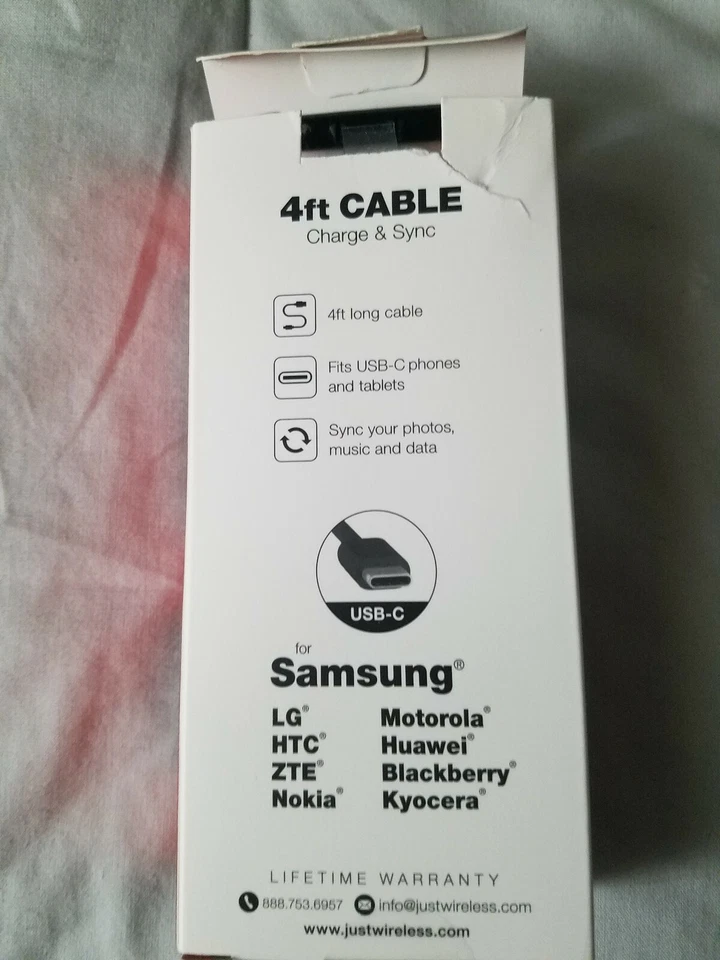 4ft CABLE
Charge & Sync
4ft long cable
Fits USB-C phones
and tablets
Sync your photos,
music and data
USB-C
for
Samsung®
LG® Motorola®
HTC® Huawei®
ZTE® Blackberry®
Nokia® Kyocera®
LIFETIME WARRANTY
888.753.6957 info@justwireless.com
www.justwireless.com